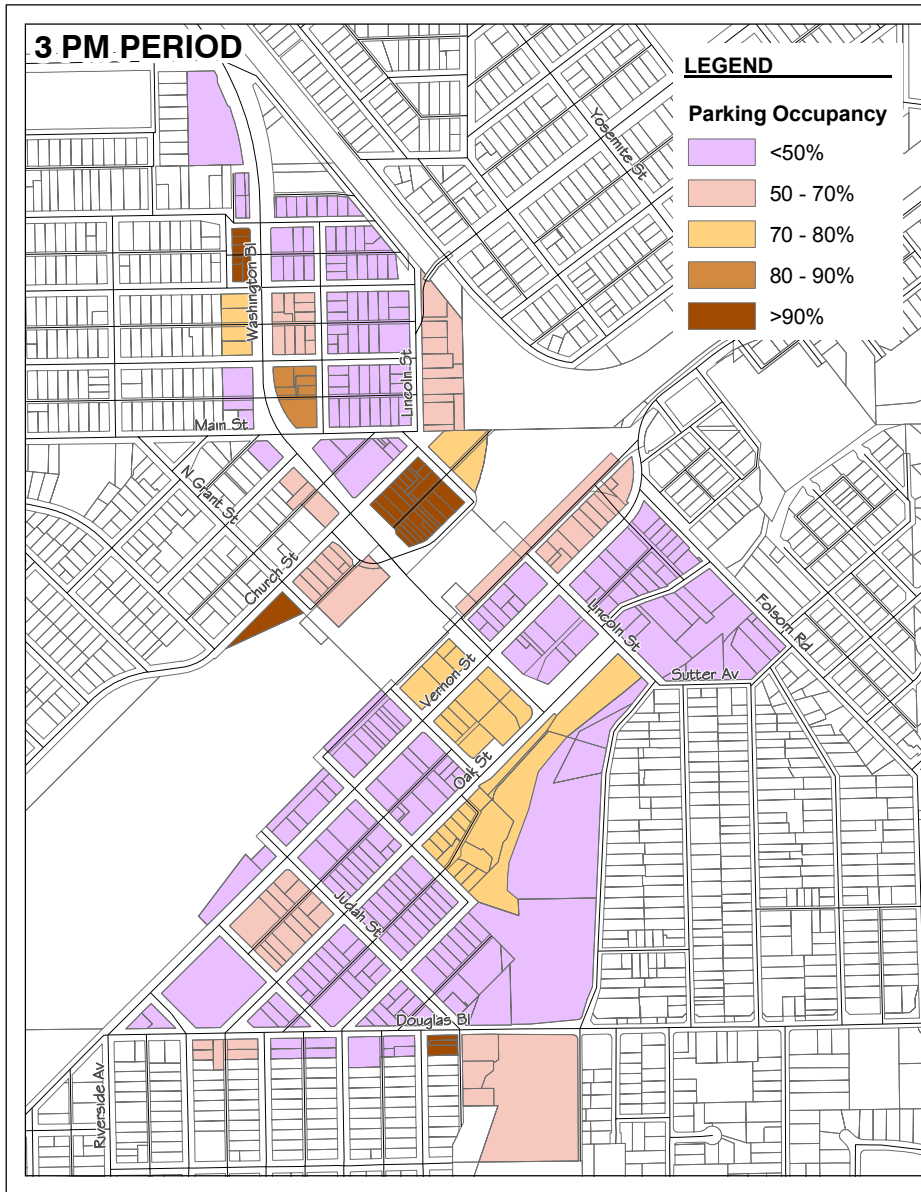 3 PM PERIOD
LEGEND
Parking Occupancy
<50%
50 - 70%
70 - 80%
80 - 90%
>90%
Yosemite St
Washington Bl
Lincoln St
Main St
N Grant St
Church St
Lincoln St
Folsom Rd
Sutter Av
Vernon St
Oak St
Judah St
Douglas Bl
Riverside Av